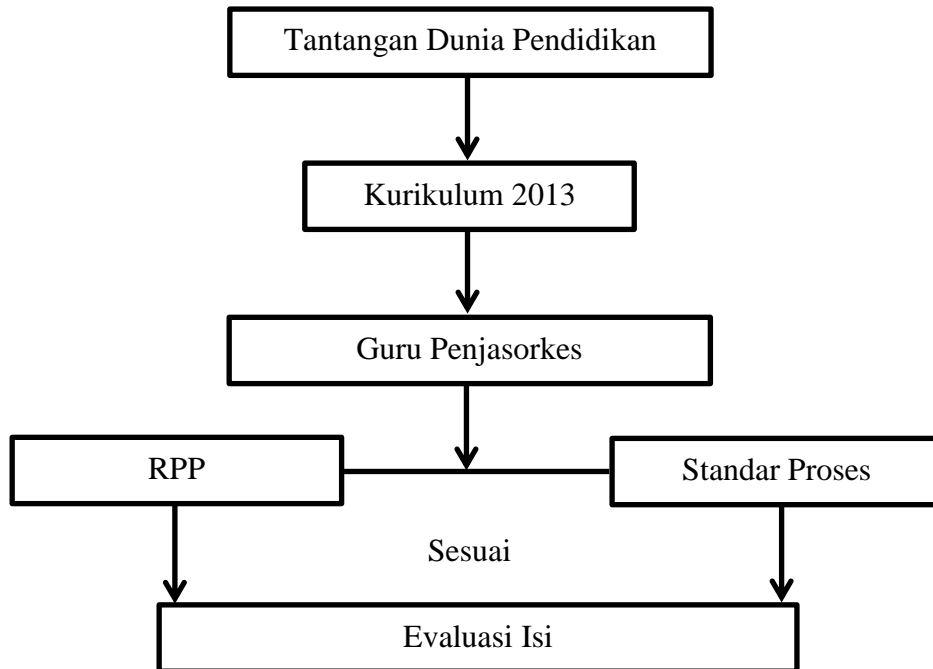 Tantangan Dunia Pendidikan
Kurikulum 2013
Guru Penjasorkes
RPP
Standar Proses
Sesuai
Evaluasi Isi